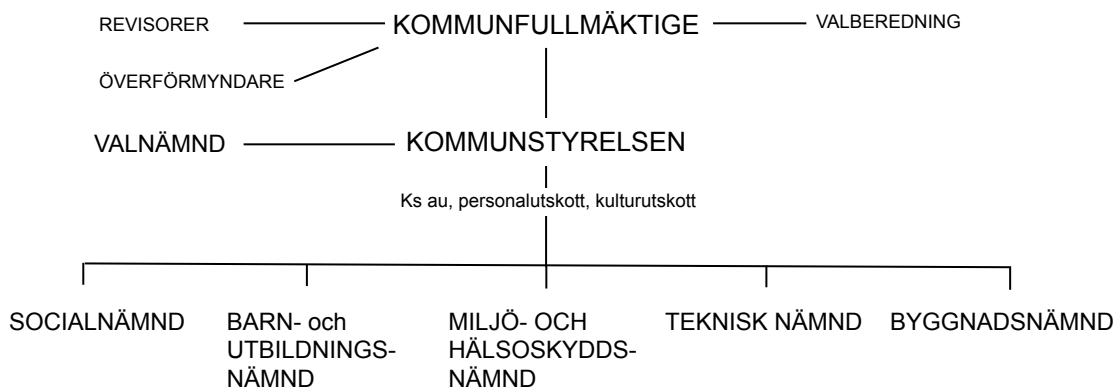 REVISORER
KOMMUNFULLMÄKTIGE
VALBEREDNING
ÖVERFÖRMYNDARE
VALNÄMND
KOMMUNSTYRELSEN
Ks au, personalutskott, kulturutskott
SOCIALNÄMND
BARN- och
UTBILDNINGS-
NÄMND
MILJÖ- OCH
HÄLSOSKYDDS-
NÄMND
TEKNISK NÄMND
BYGGNADSNÄMND